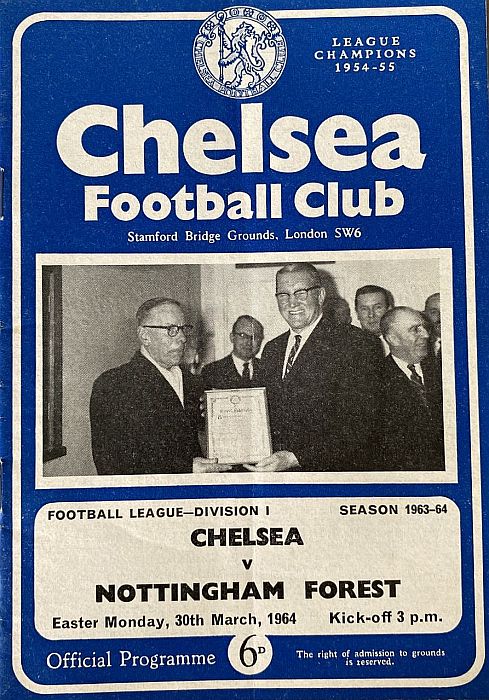 LEAGUE
CHAMPIONS
1954-55
Chelsea
Football Club
Stamford Bridge Grounds, London SW6
FOOTBALL LEAGUE—DIVISION I SEASON 1963-64
CHELSEA
v
NOTTINGHAM FOREST
Easter Monday, 30th March, 1964 Kick-off 3 p.m.
Official Programme 6D The right of admission to grounds
is reserved.